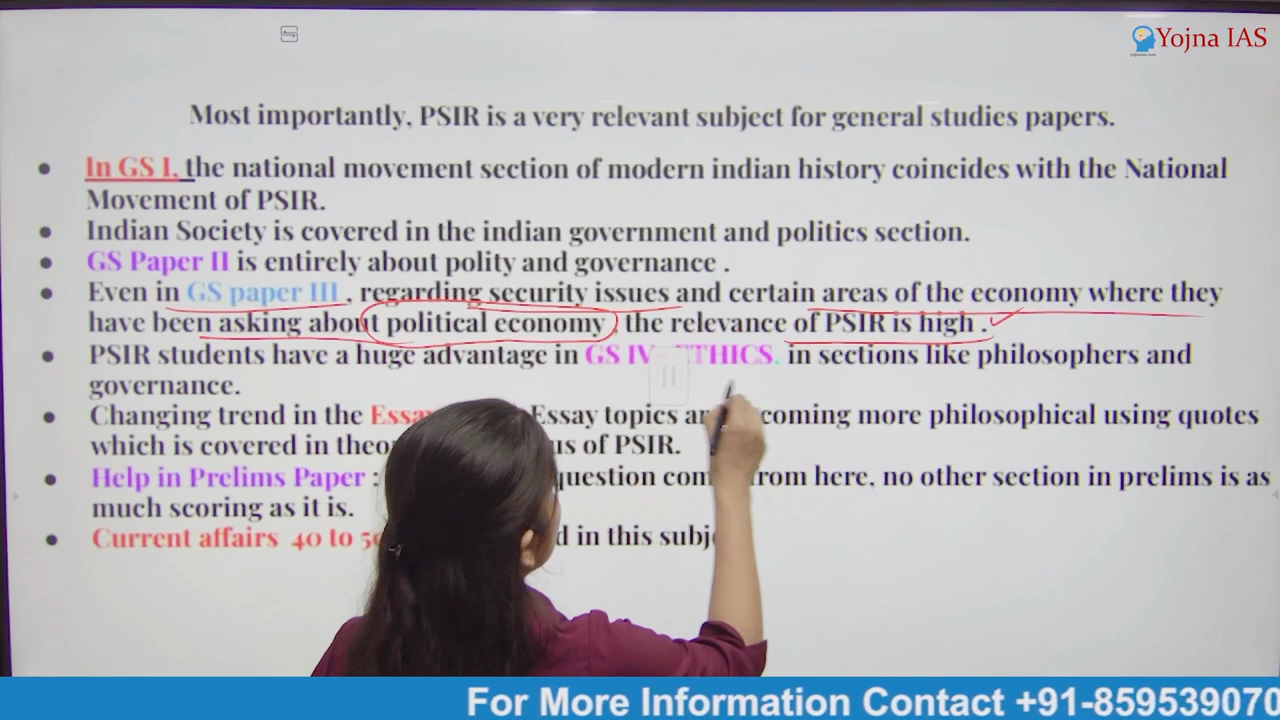 Yojna IAS
Most importantly, PSIR is a very relevant subject for general studies papers.
In GS I, the national movement section of modern indian history coincides with the National
Movement of PSIR.
Indian Society is covered in the indian government and politics section.
GS Paper II is entirely about polity and governance .
Even in GS paper III , regarding security issues and certain areas of the economy where they
have been asking about political economy , the relevance of PSIR is high .
PSIR students have a huge advantage in GS IV ETHICS. in sections like philosophers and
governance.
Changing trend in the Essay topics more philosophical using quotes
which is covered in of PSIR.
Help in Prelims Paper : question from here, no other section in prelims is as
much scoring as it is.
Current affairs 40 to in this
For More Information Contact +91-859539070